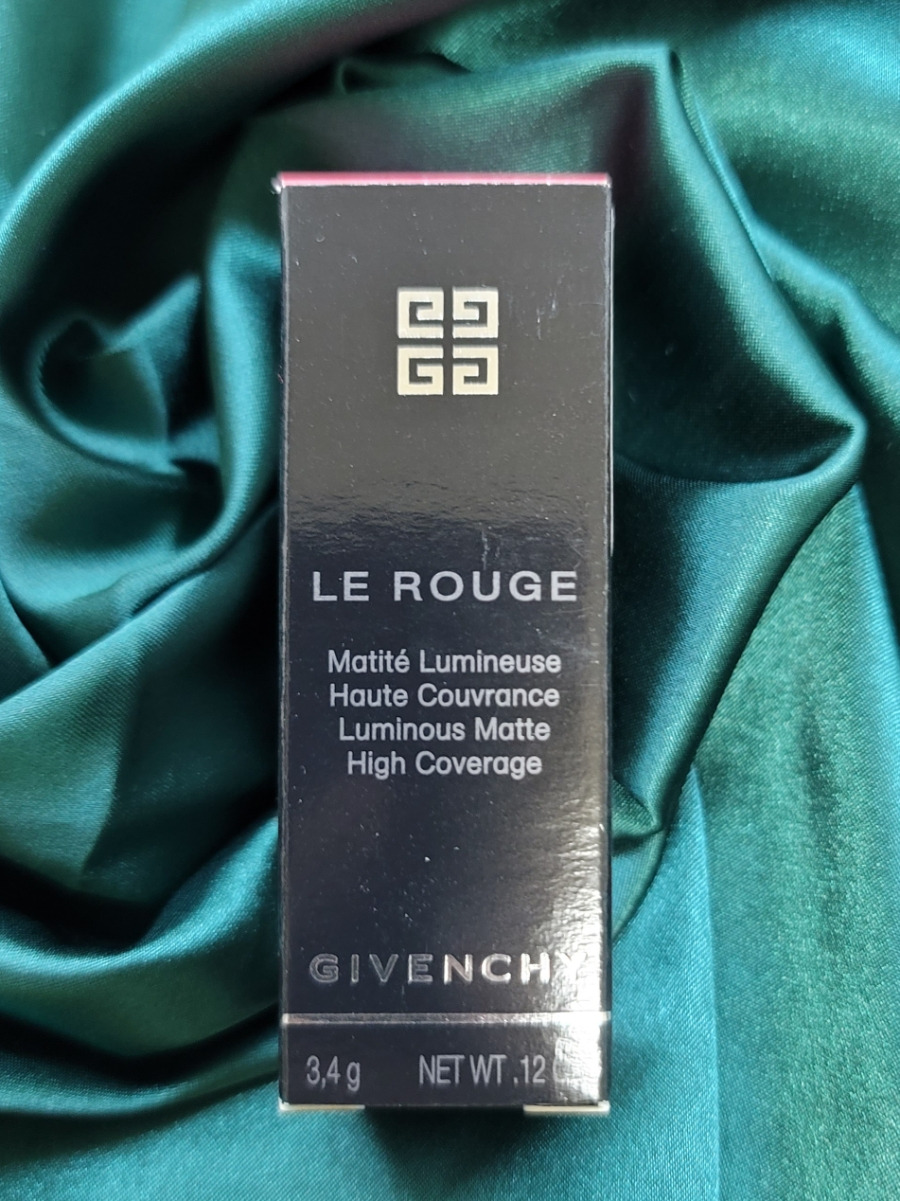 LE ROUGE
Matité Lumineuse
Haute Couvrance
Luminous Matte
High Coverage
GIVENCHY
3,4 g NET WT .12